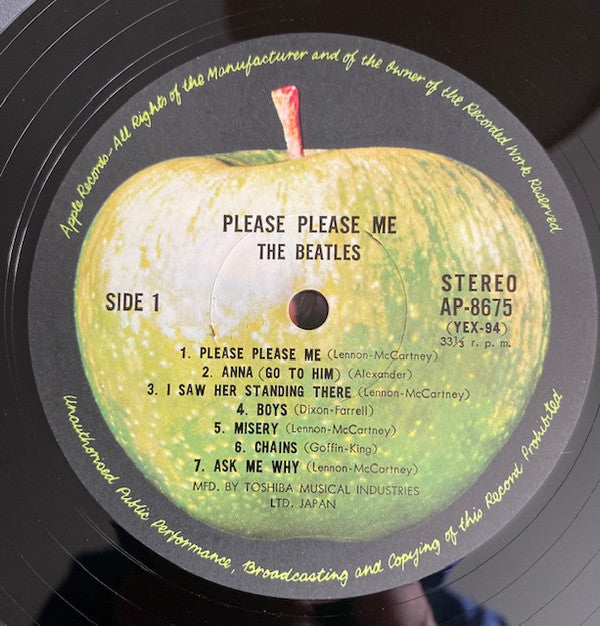 Apple Records-All Rights of the Manufacturer and of the Owner of the Recorded Work Reserved
PLEASE PLEASE ME
THE BEATLES
SIDE 1
STEREO
AP-8675
(YEX-94)
33⅓ r. p. m.
1. PLEASE PLEASE ME (Lennon-McCartney)
2. ANNA (GO TO HIM) (Alexander)
3. I SAW HER STANDING THERE (Lennon-McCartney)
4. BOYS (Dixon-Farrell)
5. MISERY (Lennon-McCartney)
6. CHAINS (Goffin-King)
7. ASK ME WHY (Lennon-McCartney)
MFD. BY TOSHIBA MUSICAL INDUSTRIES
LTD. JAPAN
Unauthorised Public Performance, Broadcasting and Copying of this Record Prohibited